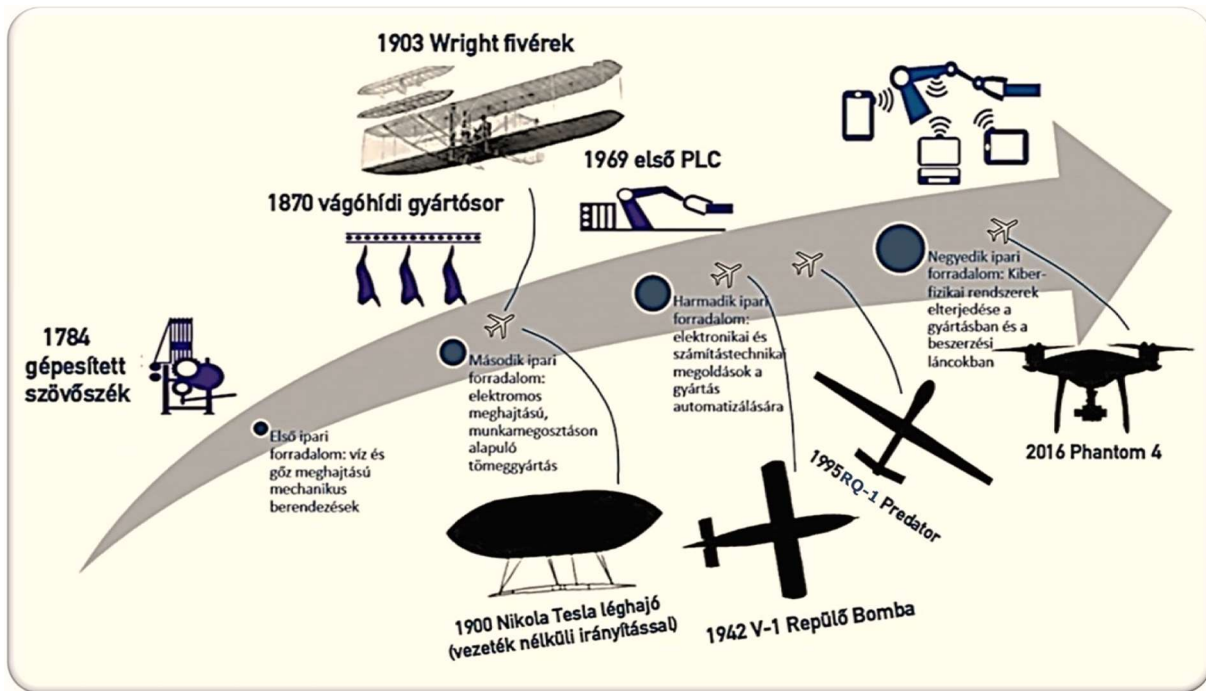 1903 Wright fivérek
1969 első PLC
1870 vágóhídi gyártósor
1784
gépesített
szövőszék
Első ipari
forradalom: víz és
gőz meghajtású
mechanikus
berendezések
Második ipari
forradalom:
elektromos
meghajtású,
munkamegosztáson
alapuló
tömeggyártás
Harmadik ipari
forradalom:
elektronikai és
számítástechnikai
megoldások a
gyártás
automatizálására
Negyedik ipari
forradalom: Kiber-
fizikai rendszerek
elterjedése a
gyártásban és a
beszerzési
láncokban
1900 Nikola Tesla léghajó
(vezeték nélküli irányítással)
1942 V-1 Repülő Bomba
1995RQ-1 Predator
2016 Phantom 4